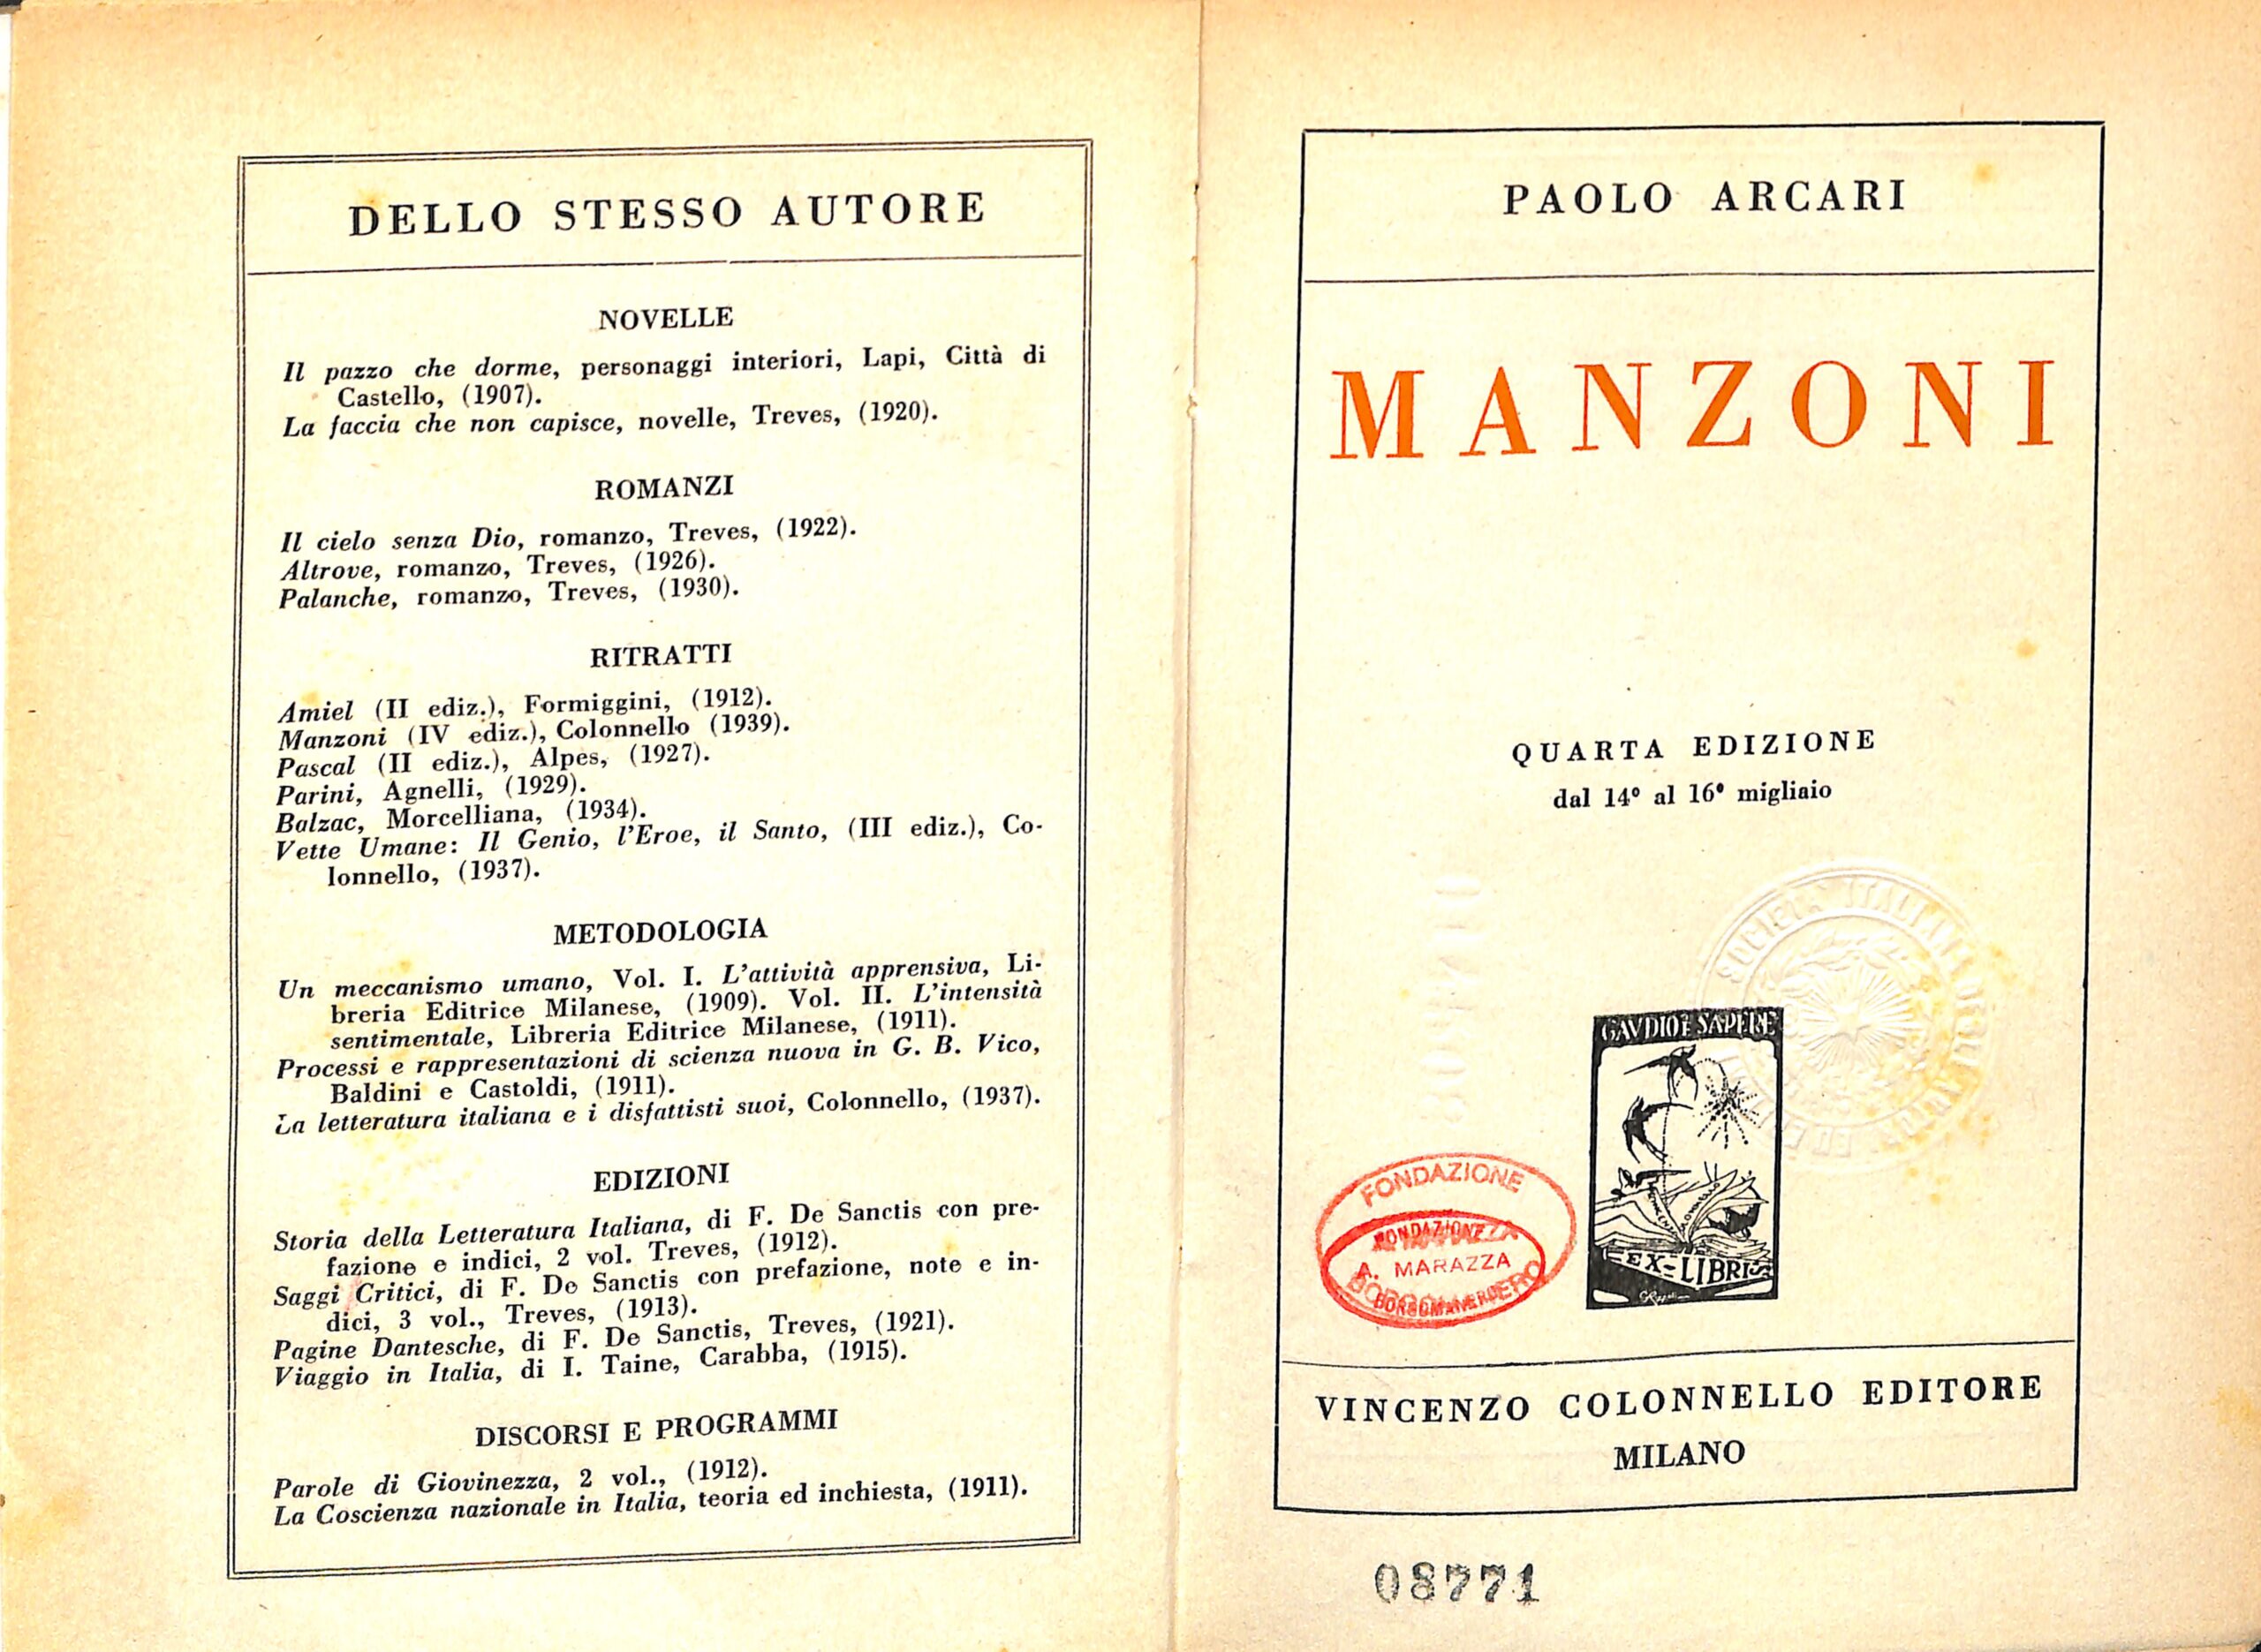 DELLO STESSO AUTORE
NOVELLE
Il pazzo che dorme, personaggi interiori, Lapi, Città di
Castello, (1907).
La faccia che non capisce, novelle, Treves, (1920).
ROMANZI
Il cielo senza Dio, romanzo, Treves, (1922).
Altrove, romanzo, Treves, (1926).
Palanche, romanzo, Treves, (1930).
RITRATTI
Amiel (II ediz.), Formiggini, (1912).
Manzoni (IV ediz.), Colonnello (1939).
Pascal (II ediz.), Alpes, (1927).
Parini, Agnelli, (1929).
Balzac, Morcelliana, (1934).
Vette Umane: Il Genio, l'Eroe, il Santo, (III ediz.), Co-
lonnello, (1937).
METODOLOGIA
Un meccanismo umano, Vol. I. L'attività apprensiva, Li-
breria Editrice Milanese, (1909). Vol. II. L'intensità
sentimentale, Libreria Editrice Milanese, (1911).
Processi e rappresentazioni di scienza nuova in G. B. Vico,
Baldini e Castoldi, (1911).
La letteratura italiana e i disfattisti suoi, Colonnello, (1937).
EDIZIONI
Storia della Letteratura Italiana, di F. De Sanctis con pre-
fazione e indici, 2 vol. Treves, (1912).
Saggi Critici, di F. De Sanctis con prefazione, note e in-
dici, 3 vol., Treves, (1913).
Pagine Dantesche, di F. De Sanctis, Treves, (1921).
Viaggio in Italia, di I. Taine, Carabba, (1915).
DISCORSI E PROGRAMMI
Parole di Giovinezza, 2 vol., (1912).
La Coscienza nazionale in Italia, teoria ed inchiesta, (1911).
PAOLO ARCARI
MANZONI
QUARTA EDIZIONE
dal 14° al 16° migliaio
SOCIETÀ ITALIANA DEGLI AUTORI ED
GAVDIO È SAPERE
EX-LIBRIS
FONDAZIONE
BORGOMANERO
FONDAZIONE
A. MARAZZA
BORGOMANERO
VINCENZO COLONNELLO EDITORE
MILANO
08771